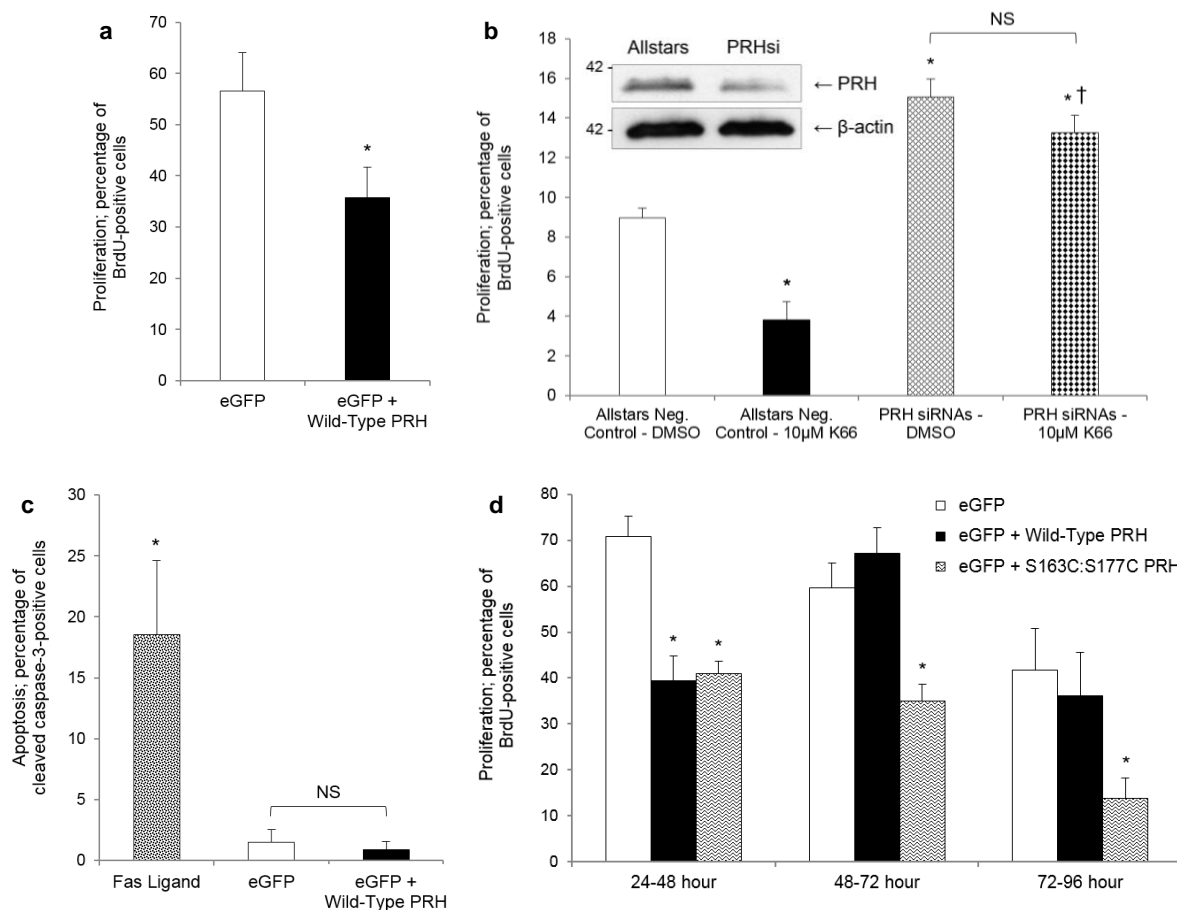 a
Proliferation; percentage of
BrdU-positive cells
70
60
50
40
30
20
10
0
*
eGFP
eGFP +
Wild-Type PRH
b
Proliferation; percentage of
BrdU-positive cells
18
16
14
12
10
8
6
4
2
0
Allstars
PRHsi
42
← PRH
42
← β-actin
NS
*
*
* †
Allstars Neg.
Control - DMSO
Allstars Neg.
Control - 10µM K66
PRH siRNAs -
DMSO
PRH siRNAs -
10µM K66
c
Apoptosis; percentage of
cleaved caspase-3-positive cells
30
25
20
15
10
5
0
*
NS
Fas Ligand
eGFP
eGFP +
Wild-Type PRH
d
Proliferation; percentage of
BrdU-positive cells
80
70
60
50
40
30
20
10
0
eGFP
eGFP + Wild-Type PRH
eGFP + S163C:S177C PRH
*
*
*
*
24-48 hour
48-72 hour
72-96 hour